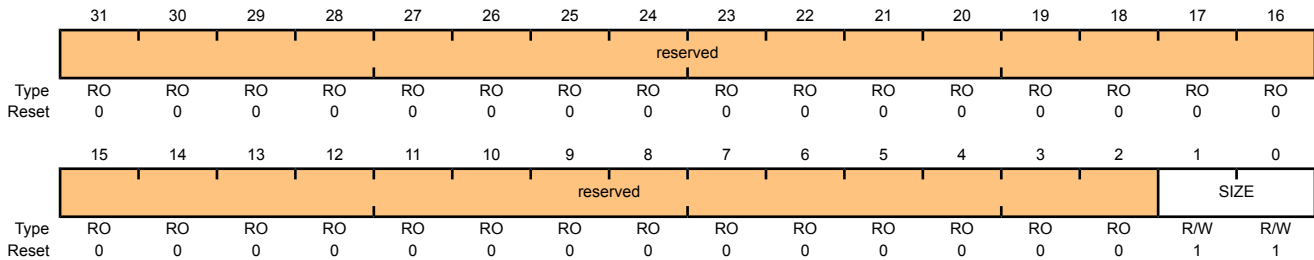 31 30 29 28 27 26 25 24 23 22 21 20 19 18 17 16
reserved
Type RO RO RO RO RO RO RO RO RO RO RO RO RO RO RO RO
Reset 0 0 0 0 0 0 0 0 0 0 0 0 0 0 0 0
15 14 13 12 11 10 9 8 7 6 5 4 3 2 1 0
reserved SIZE
Type RO RO RO RO RO RO RO RO RO RO RO RO RO RO R/W R/W
Reset 0 0 0 0 0 0 0 0 0 0 0 0 0 0 1 1